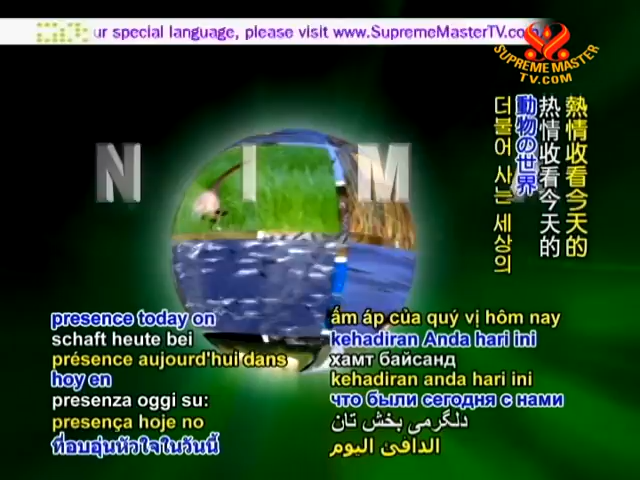 ur special language, please visit www.SupremeMasterTV.com
SUPREME MASTER
TV.COM
N I M
熱情收看今天的
热情收看今天的
動物の世界
더불어 사는 세상의
presence today on
schaft heute bei
présence aujourd'hui dans
hoy en
presenza oggi su:
presença hoje no
ที่อบอุ่นหัวใจในวันนี้
ấm áp của quý vị hôm nay
kehadiran Anda hari ini
хамт байсанд
kehadiran anda hari ini
что были сегодня с нами
دلگرمی بخش تان
الدافئ اليوم